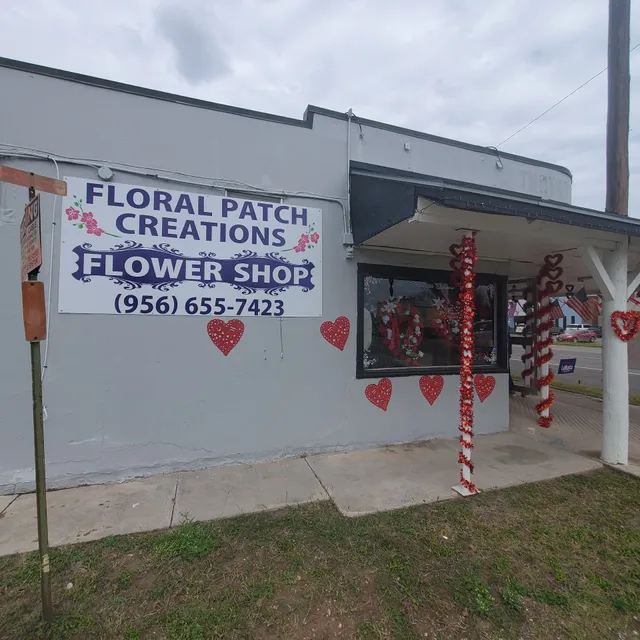 FLORAL PATCH
CREATIONS
FLOWER SHOP
(956) 655-7423